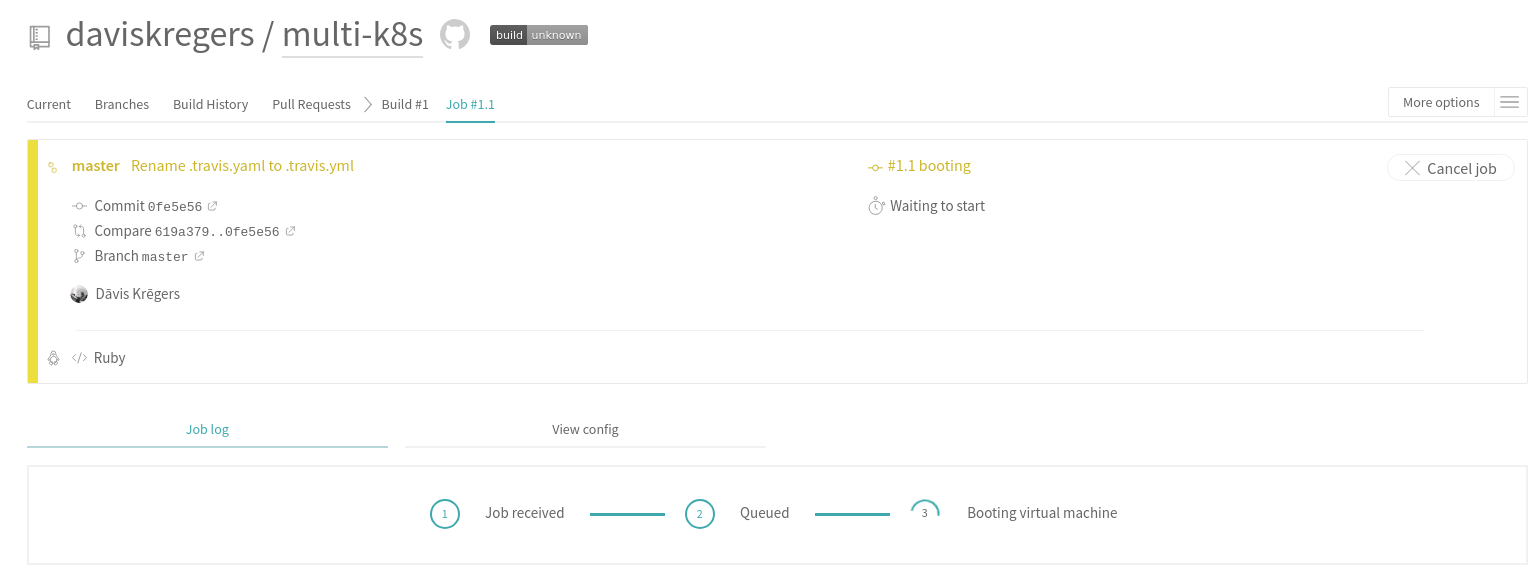 daviskregers / multi-k8s build unknown
Current Branches Build History Pull Requests Build #1 Job #1.1 More options
master Rename .travis.yaml to .travis.yml #1.1 booting Cancel job
Commit 0fe5e56 Waiting to start
Compare 619a379..0fe5e56
Branch master
Dāvis Krēgers
</> Ruby
Job log View config
1 Job received 2 Queued 3 Booting virtual machine